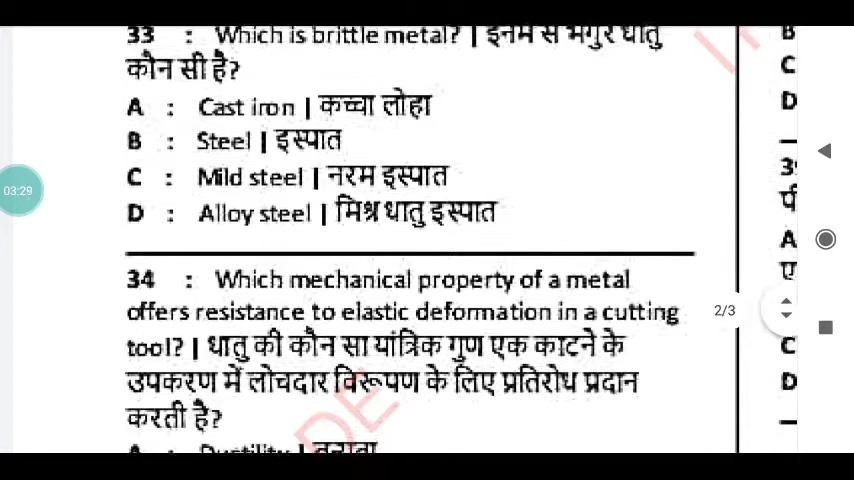 33 : Which is brittle metal? | इनमें से भंगुर धातु
कौन सी है?
A : Cast iron | कच्चा लोहा
B : Steel | इस्पात
C : Mild steel | नरम इस्पात
D : Alloy steel | मिश्र धातु इस्पात
34 : Which mechanical property of a metal
offers resistance to elastic deformation in a cutting
tool? | धातु की कौन सा यांत्रिक गुण एक काटने के
उपकरण में लोचदार विरूपण के लिए प्रतिरोध प्रदान
करती है?
A : Ductility |
03:29
2/3
B
C
D
A
ए
C
D
DE